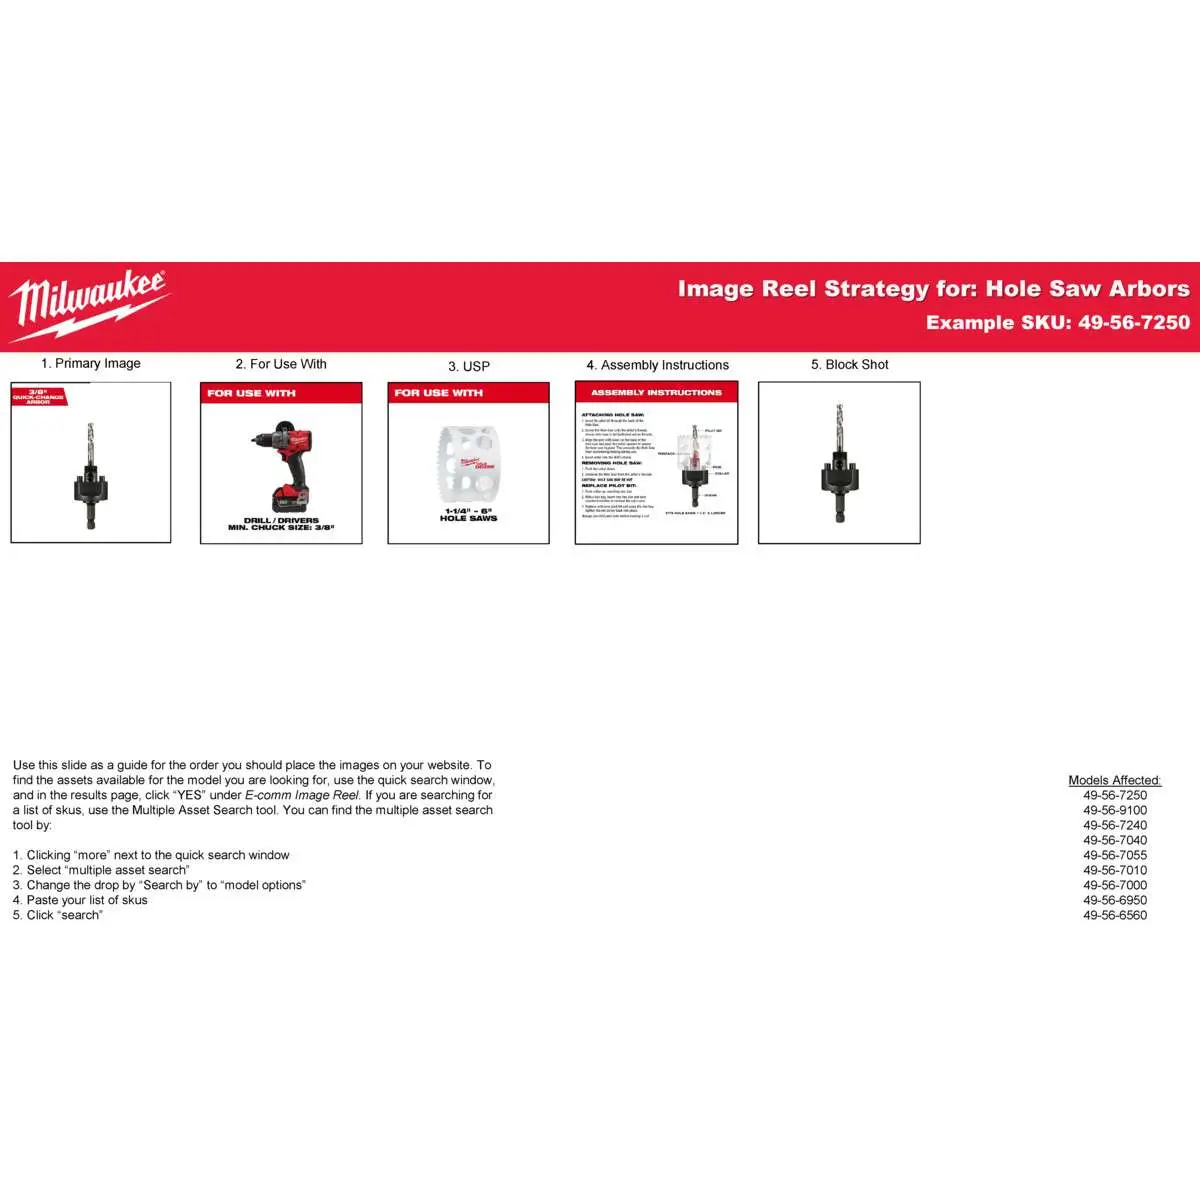 Milwaukee
Image Reel Strategy for: Hole Saw Arbors
Example SKU: 49-56-7250
1. Primary Image
2. For Use With
3. USP
4. Assembly Instructions
5. Block Shot
3/8"
QUICK-CHANGE
ARBOR
FOR USE WITH
DRILL / DRIVERS
MIN. CHUCK SIZE: 3/8"
FOR USE WITH
Milwaukee
1-1/4" - 6"
HOLE SAWS
ASSEMBLY INSTRUCTIONS
ATTACHING HOLE SAW:
REMOVING HOLE SAW:
REPLACE PILOT BIT:
PILOT BIT
COLLAR
Use this slide as a guide for the order you should place the images on your website. To
find the assets available for the model you are looking for, use the quick search window,
and in the results page, click “YES” under E-comm Image Reel. If you are searching for
a list of skus, use the Multiple Asset Search tool. You can find the multiple asset search
tool by:
1. Clicking “more” next to the quick search window
2. Select “multiple asset search”
3. Change the drop by “Search by” to “model options”
4. Paste your list of skus
5. Click “search”
Models Affected:
49-56-7250
49-56-9100
49-56-7240
49-56-7040
49-56-7055
49-56-7010
49-56-7000
49-56-6950
49-56-6560